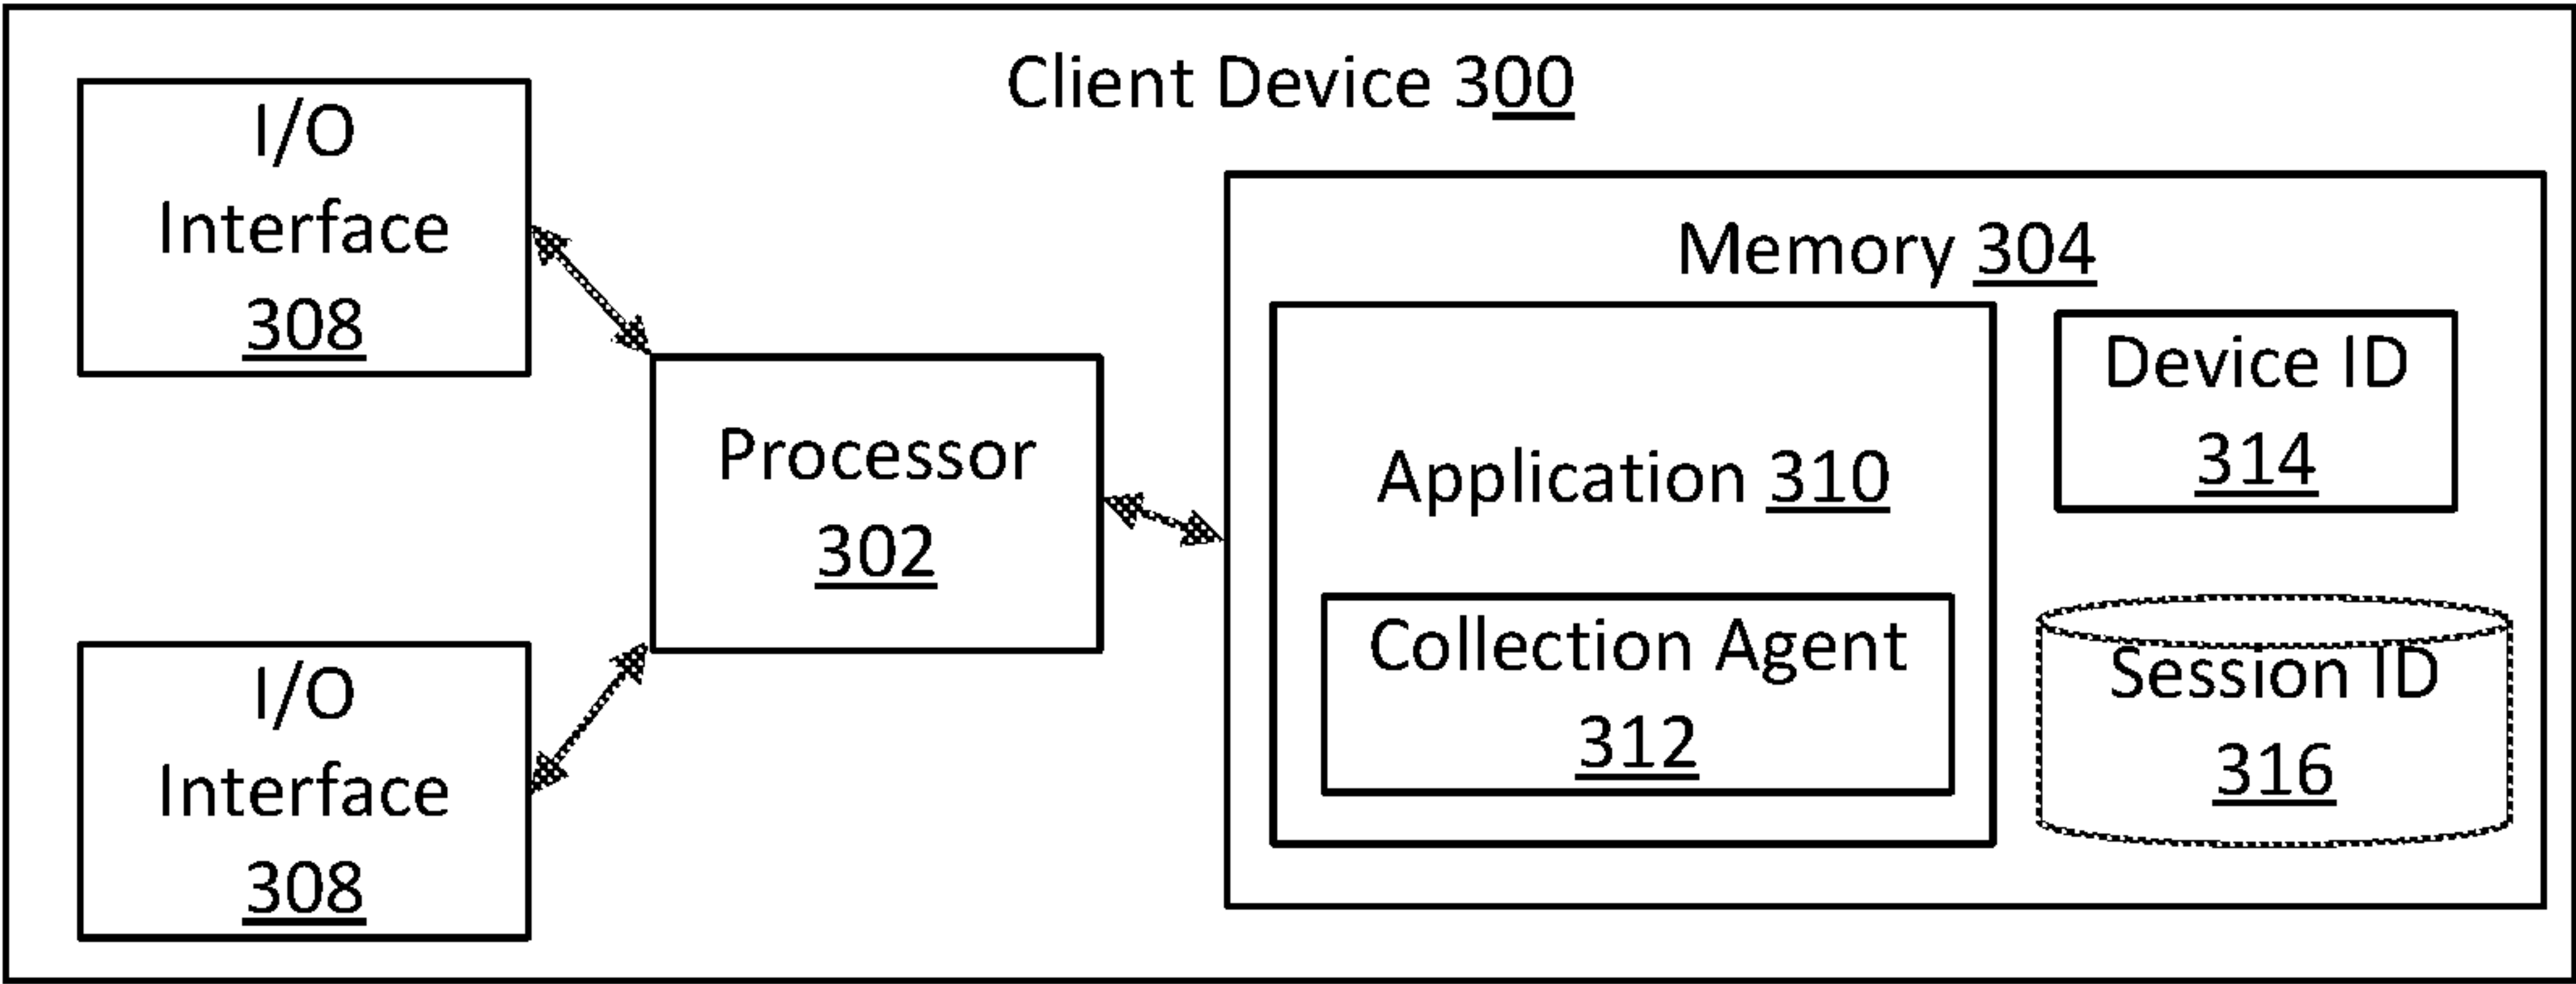 Client Device 300
I/O
Interface
308
I/O
Interface
308
Processor
302
Memory 304
Application 310
Collection Agent
312
Device ID
314
Session ID
316